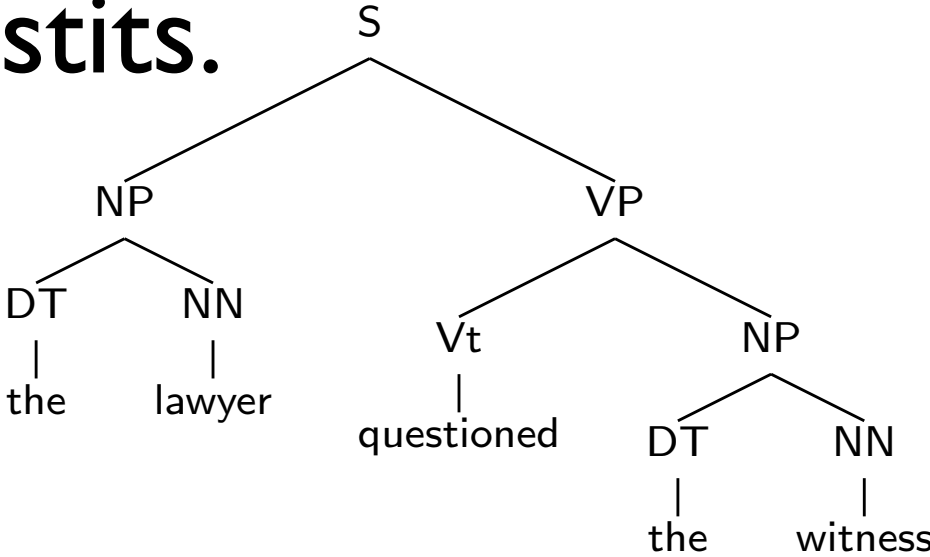 S
stits.
NP VP
DT NN
Vt NP
the lawyer
questioned
DT NN
the witness